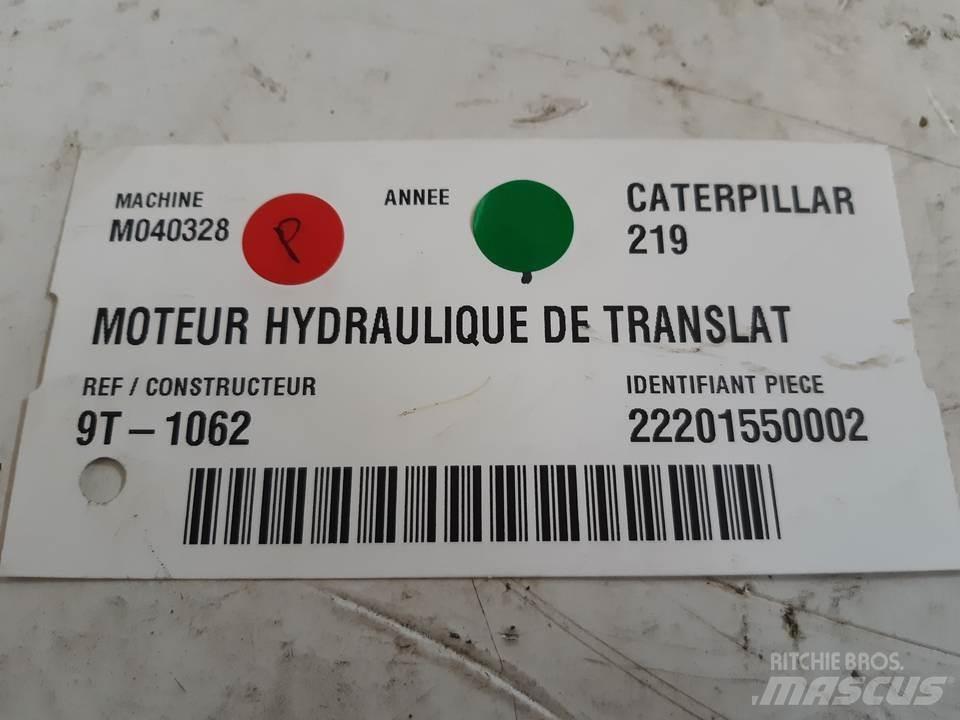 MACHINE
M040328
P
ANNEE
CATERPILLAR
219
MOTEUR HYDRAULIQUE DE TRANSLAT
REF / CONSTRUCTEUR
9T – 1062
IDENTIFIANT PIECE
22201550002
RITCHIE BROS.
MASCUS